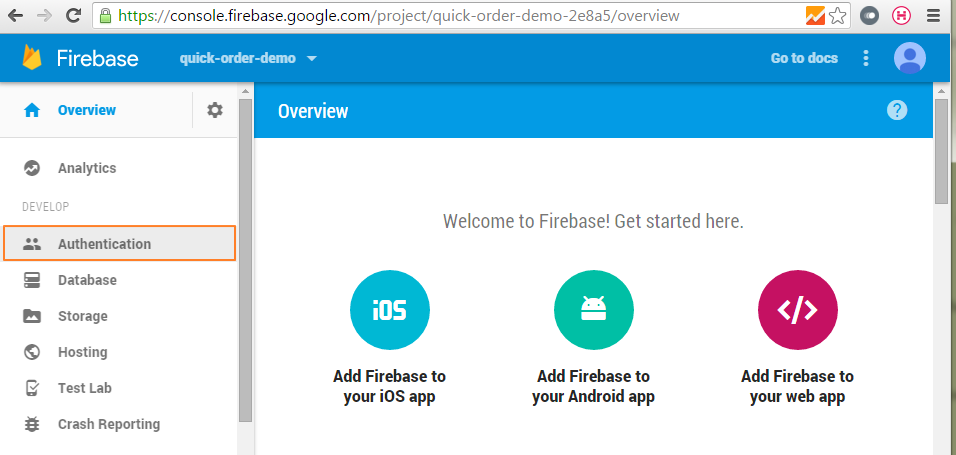 https://console.firebase.google.com/project/quick-order-demo-2e8a5/overview
Firebase
quick-order-demo
Go to docs
Overview
Analytics
DEVELOP
Authentication
Database
Storage
Hosting
Test Lab
Crash Reporting
Overview
?
Welcome to Firebase! Get started here.
iOS
Add Firebase to
your iOS app
Add Firebase to
your Android app
</>
Add Firebase to
your web app